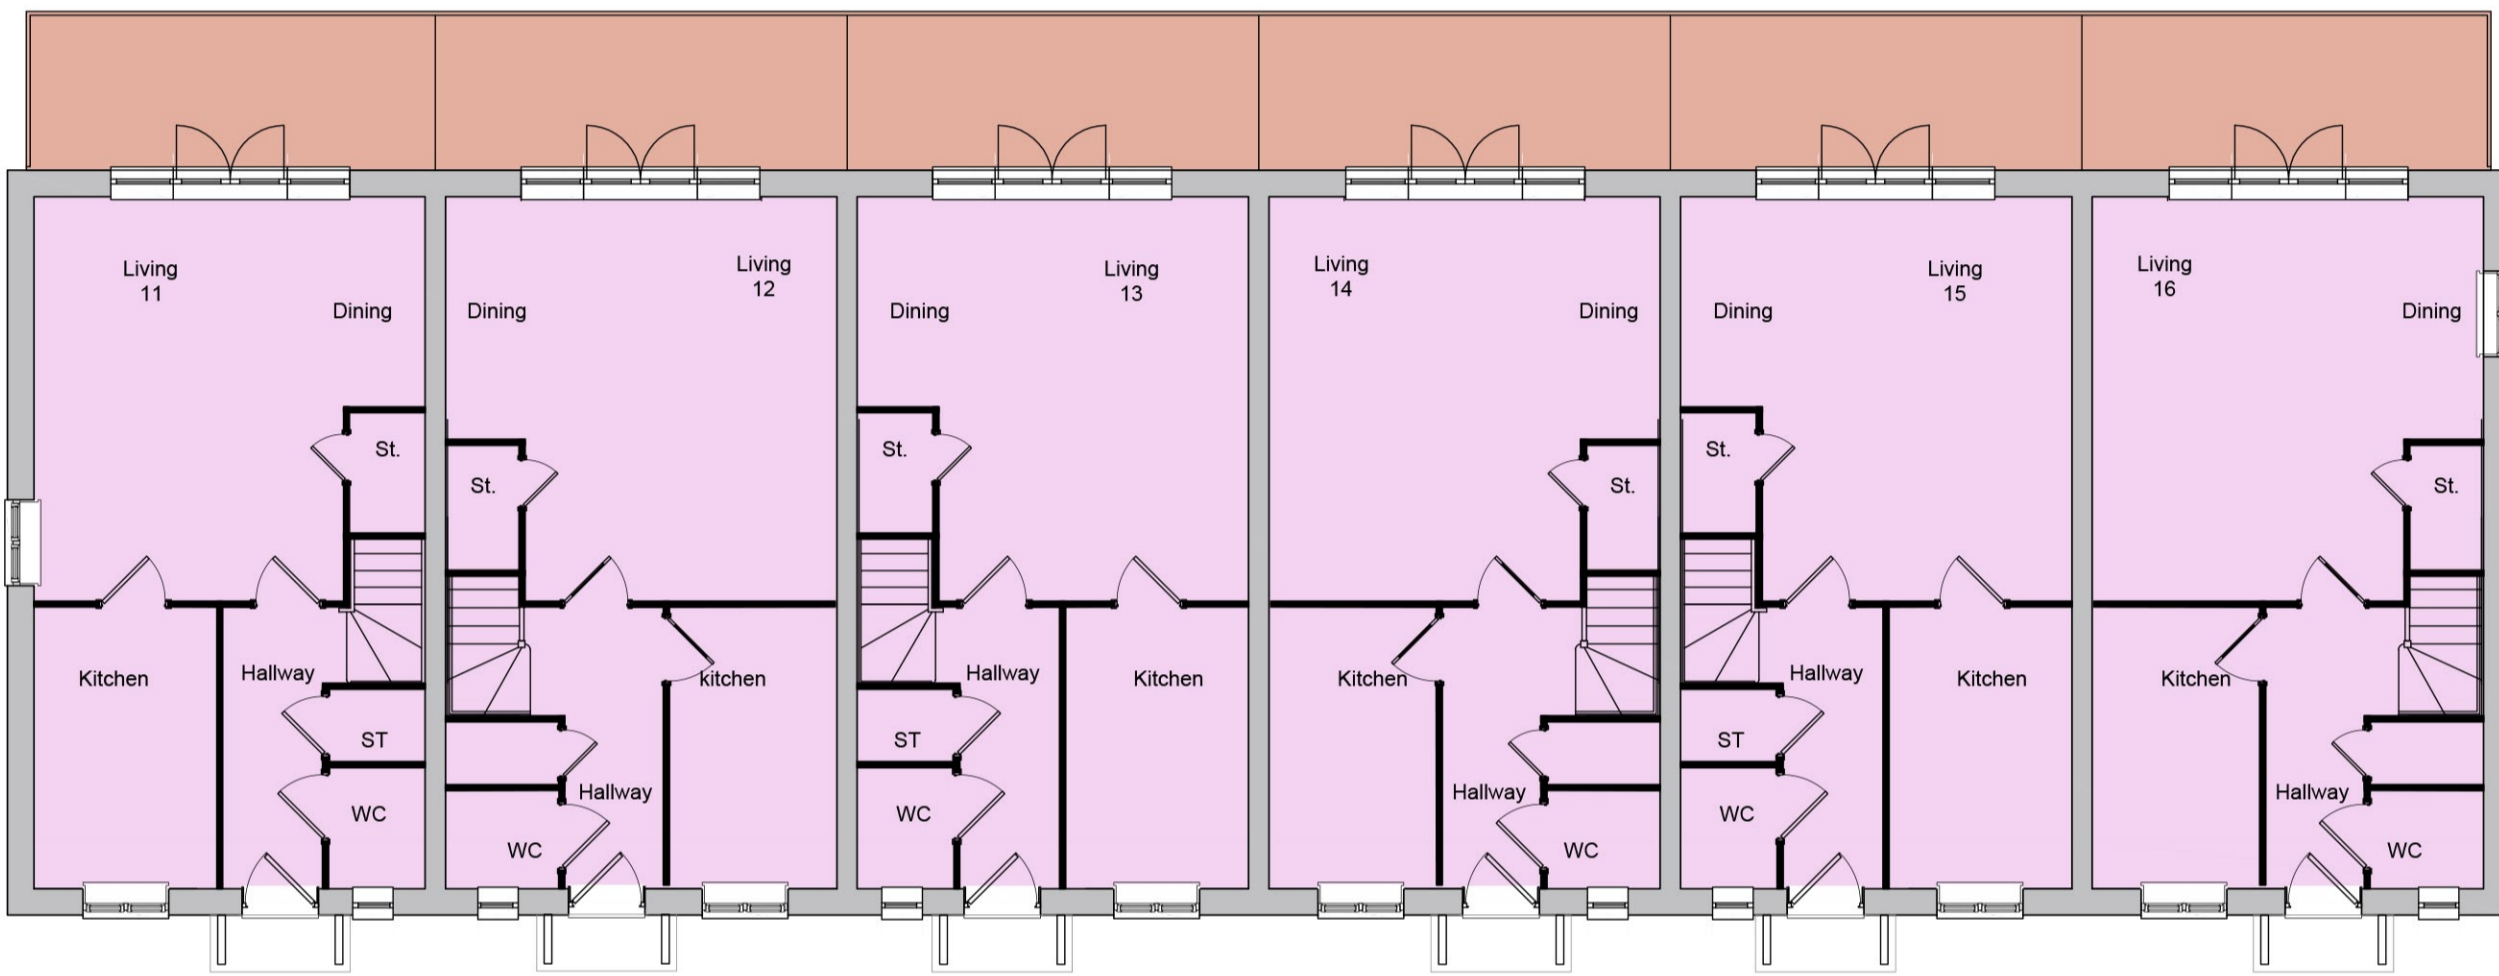 Living
11
Dining
St.
Kitchen
Hallway
ST
WC
Living
12
Dining
St.
kitchen
Hallway
WC
Living
13
Dining
St.
Hallway
Kitchen
ST
WC
Living
14
Dining
St.
Kitchen
Hallway
WC
Living
15
Dining
St.
Hallway
Kitchen
ST
WC
Living
16
Dining
St.
Kitchen
Hallway
WC